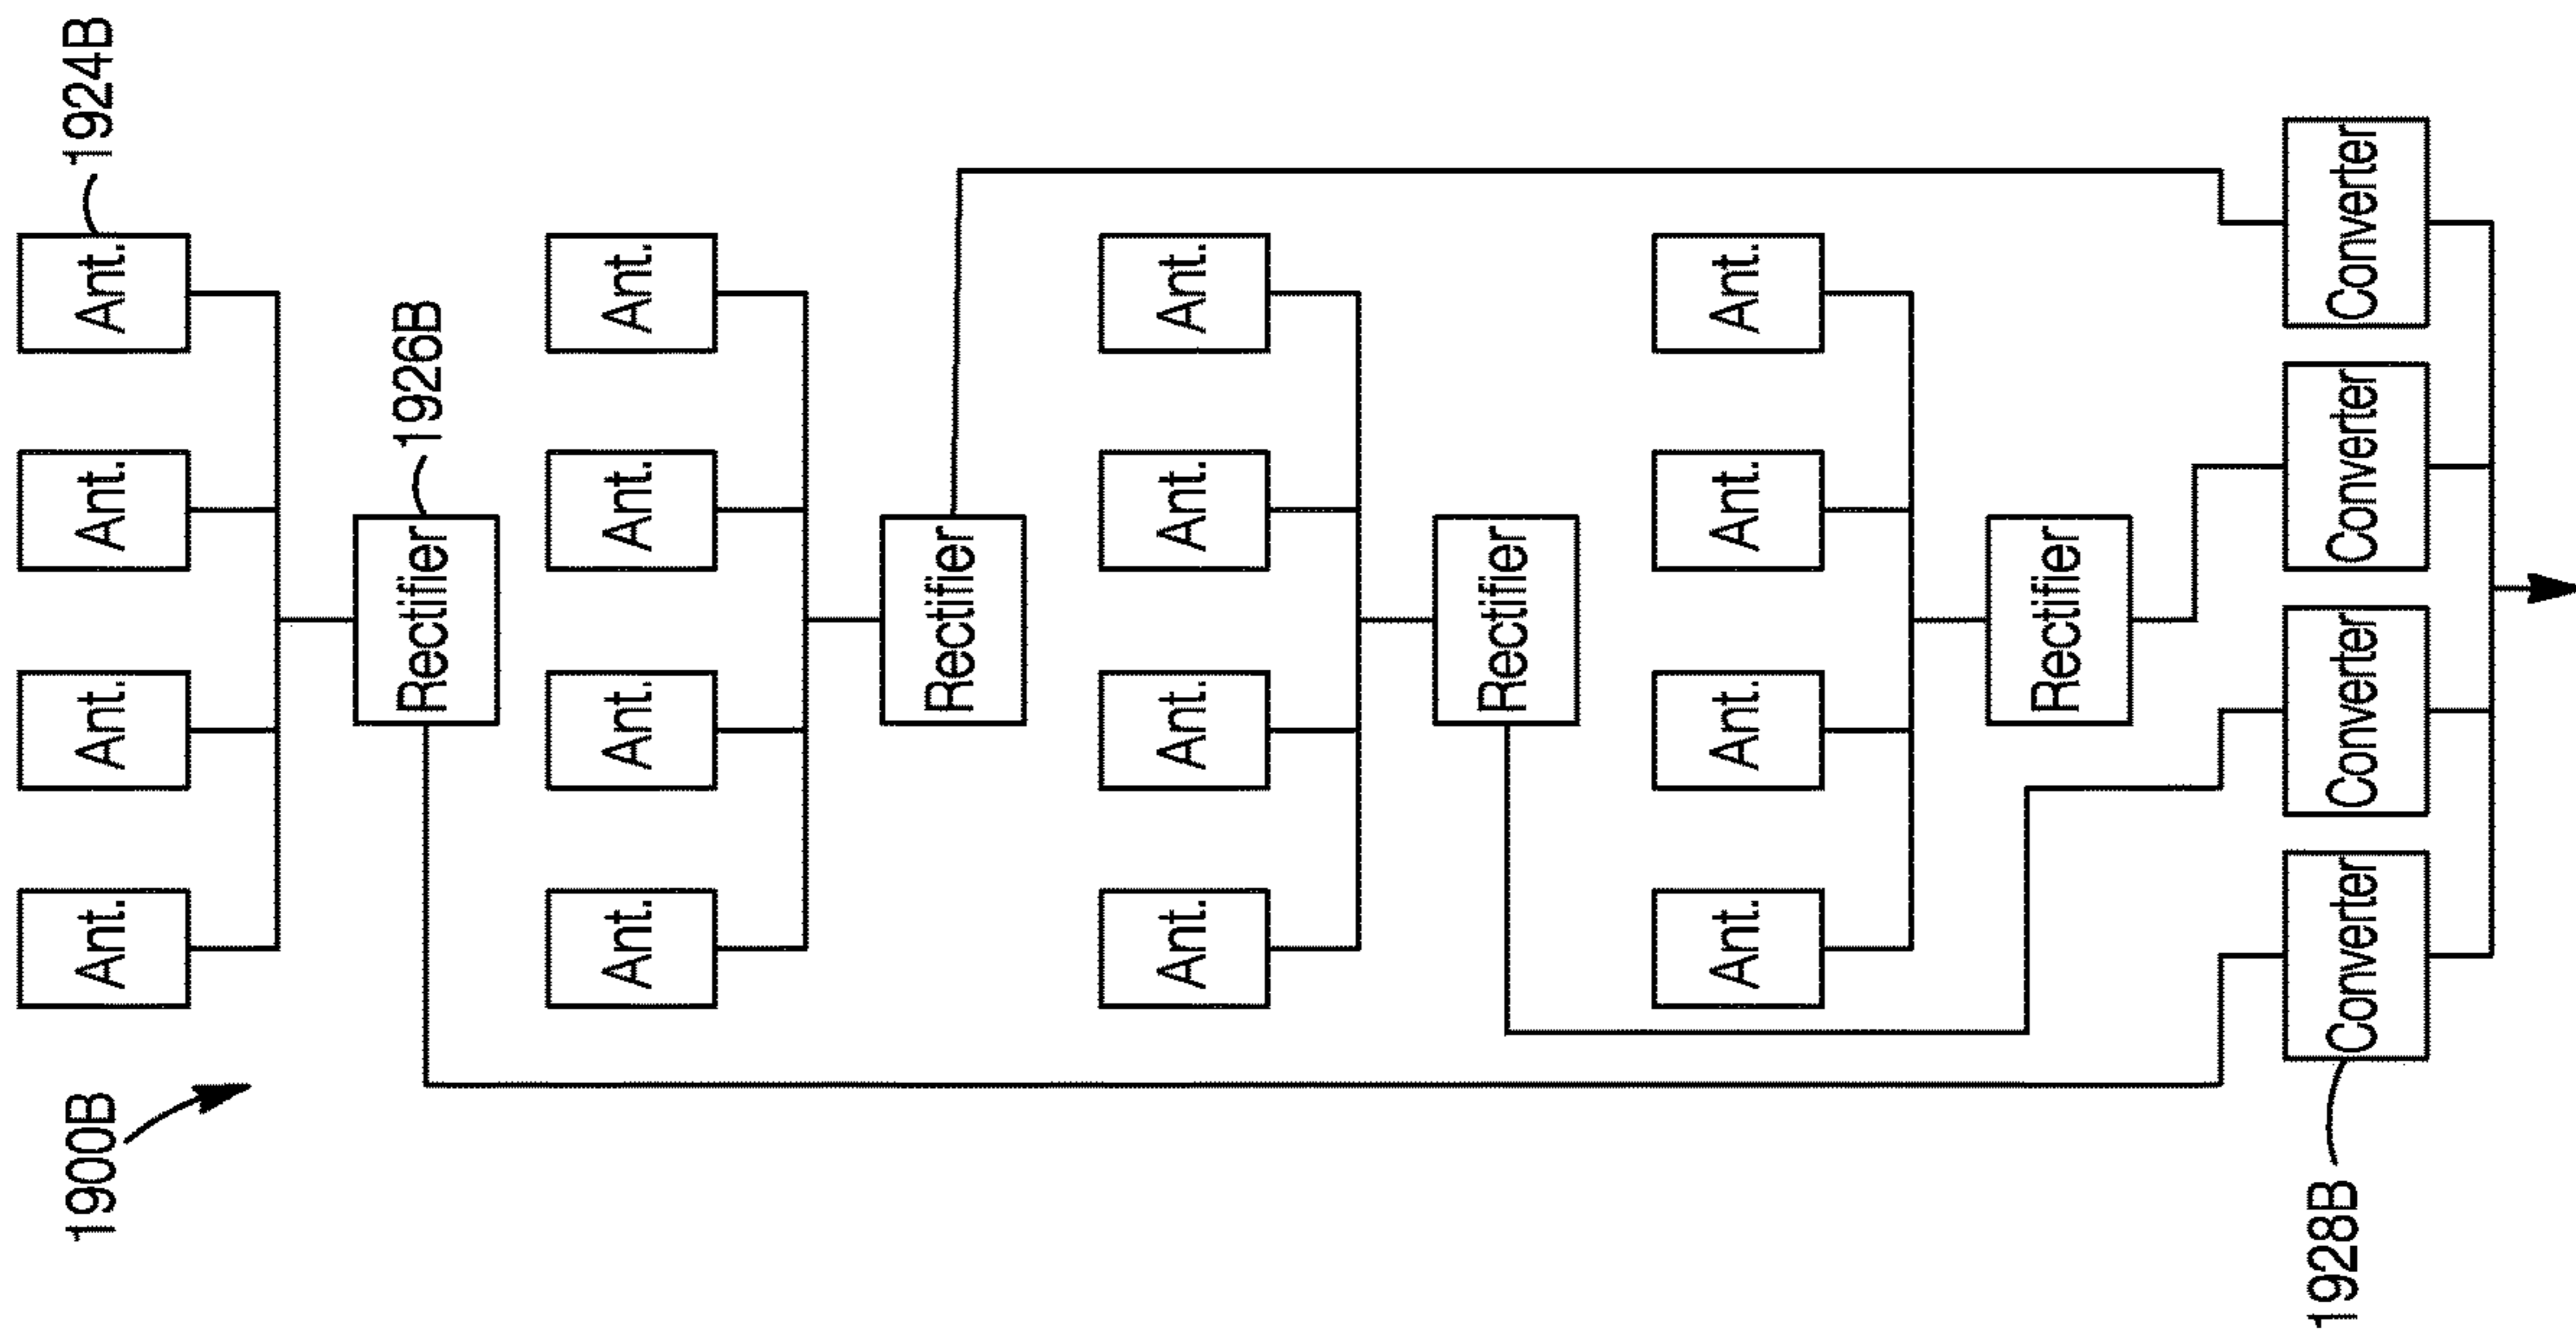 1900B
Ant. Ant. Ant. Ant.
1924B
Rectifier
1926B
Ant. Ant. Ant. Ant.
Rectifier
Ant. Ant. Ant. Ant.
Rectifier
Ant. Ant. Ant. Ant.
Rectifier
Converter Converter Converter Converter
1928B